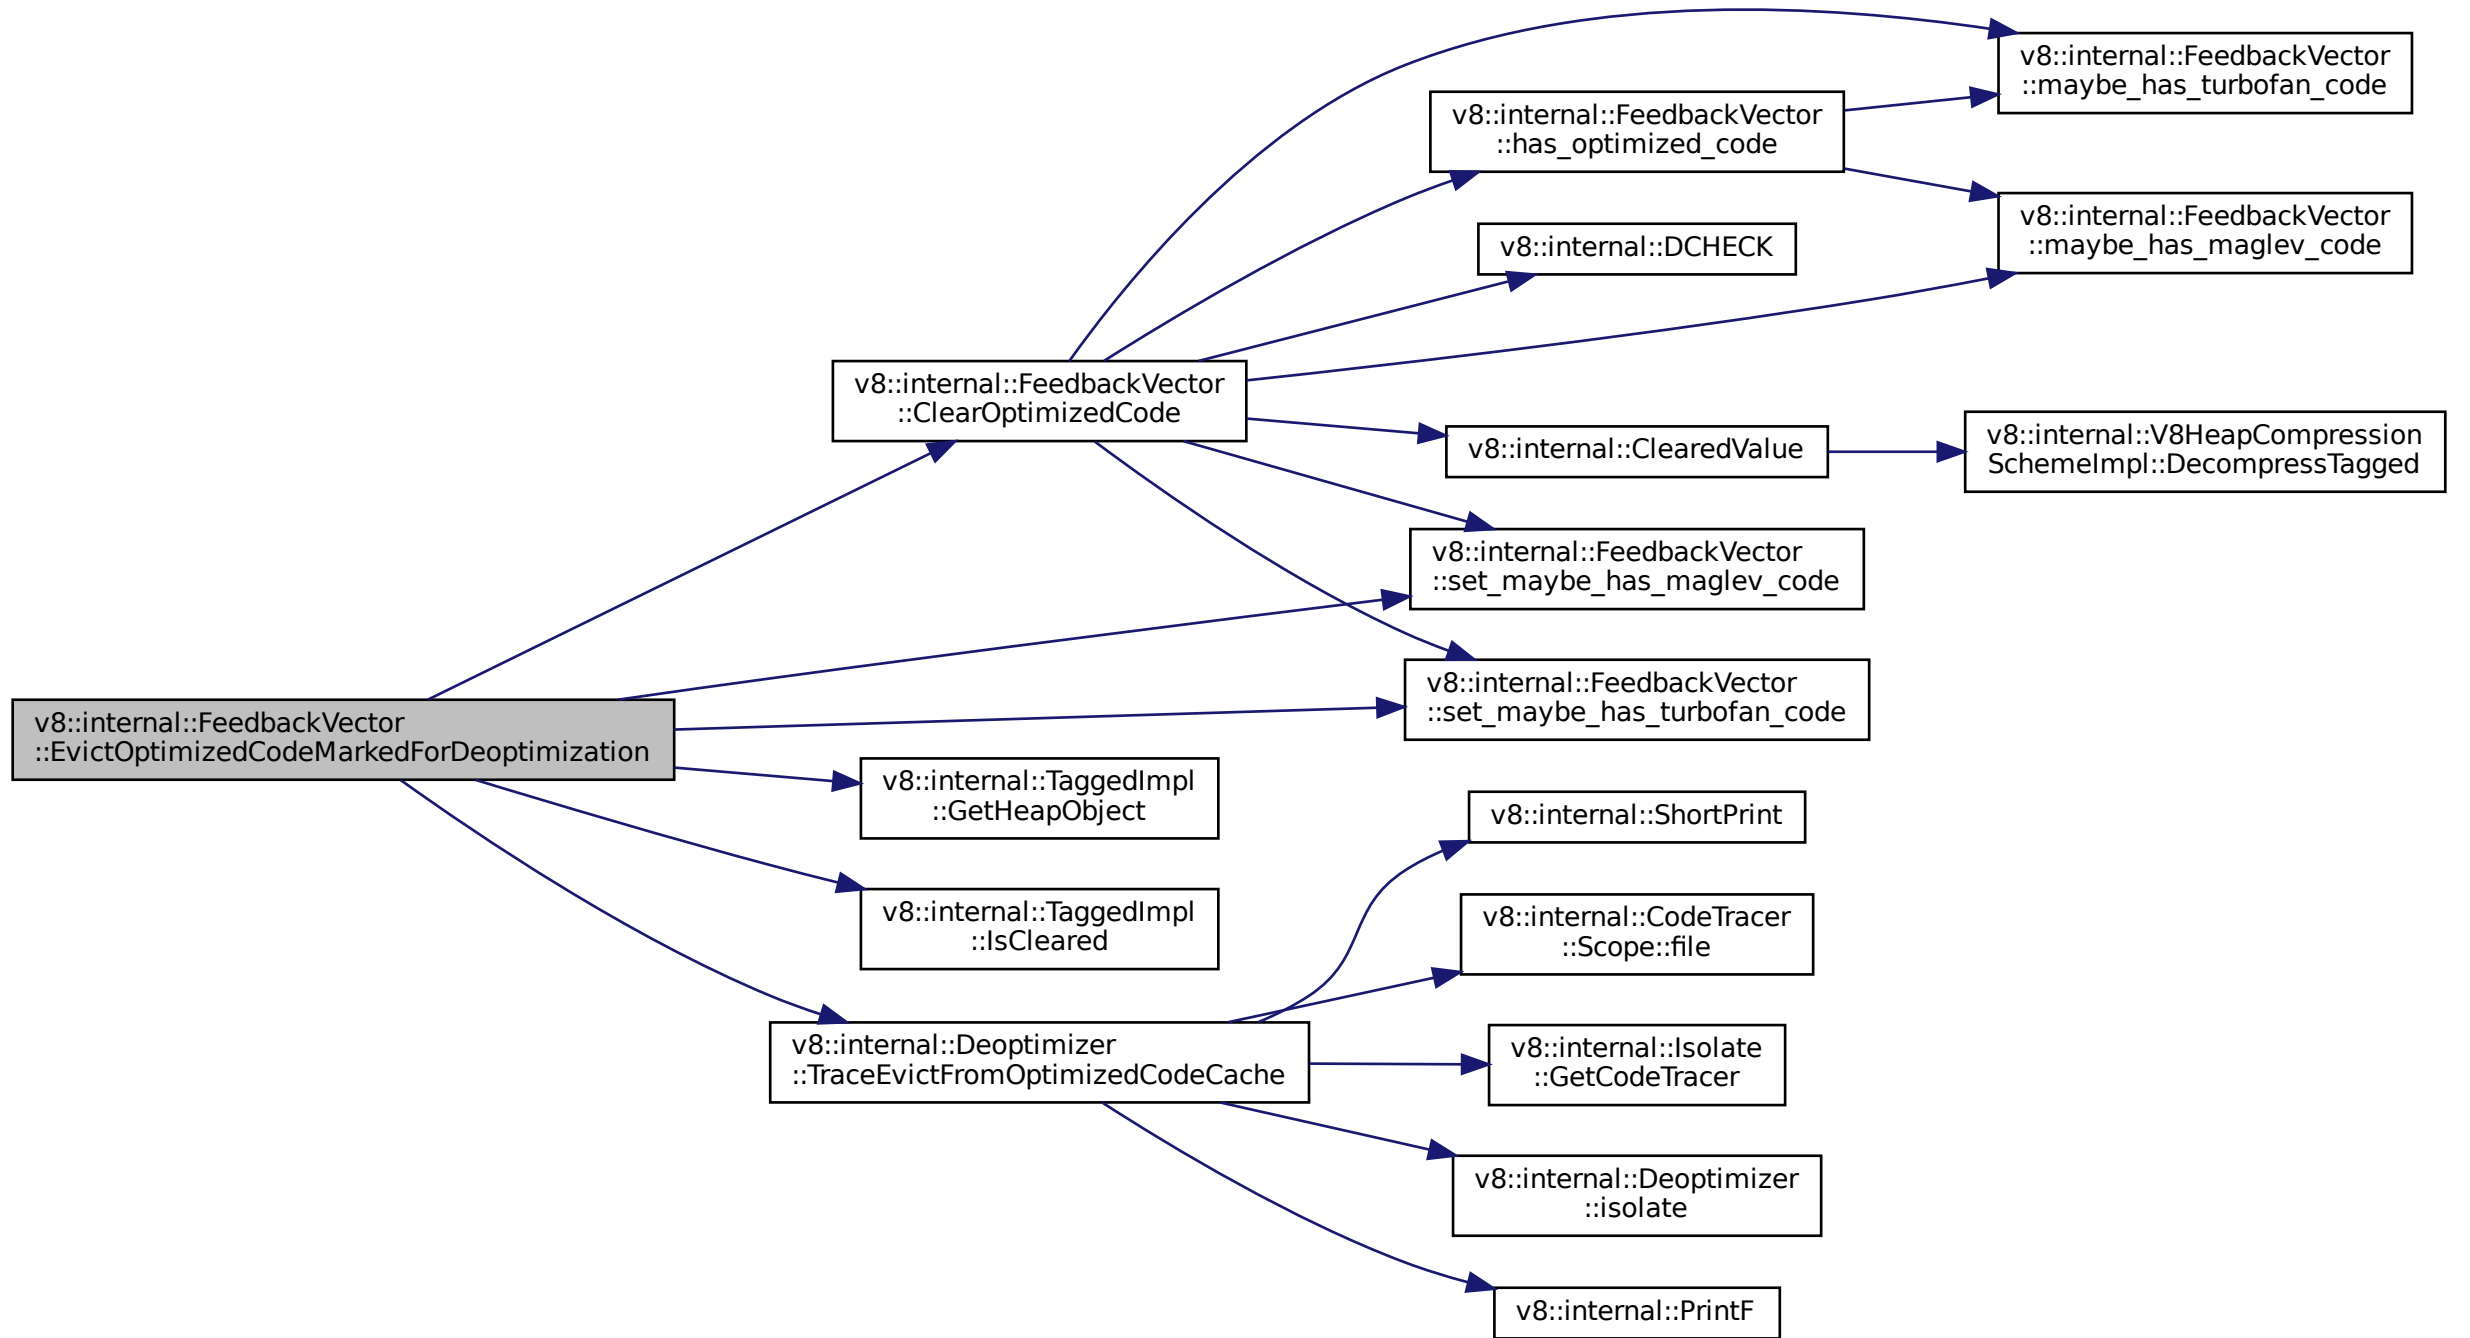 v8::internal::FeedbackVector
::maybe_has_turbofan_code
v8::internal::FeedbackVector
::has_optimized_code
v8::internal::FeedbackVector
::maybe_has_maglev_code
v8::internal::DCHECK
v8::internal::FeedbackVector
::ClearOptimizedCode
v8::internal::ClearedValue
v8::internal::V8HeapCompression
SchemeImpl::DecompressTagged
v8::internal::FeedbackVector
::set_maybe_has_maglev_code
v8::internal::FeedbackVector
::set_maybe_has_turbofan_code
v8::internal::FeedbackVector
::EvictOptimizedCodeMarkedForDeoptimization
v8::internal::TaggedImpl
::GetHeapObject
v8::internal::ShortPrint
v8::internal::TaggedImpl
::IsCleared
v8::internal::CodeTracer
::Scope::file
v8::internal::Deoptimizer
::TraceEvictFromOptimizedCodeCache
v8::internal::Isolate
::GetCodeTracer
v8::internal::Deoptimizer
::isolate
v8::internal::PrintF